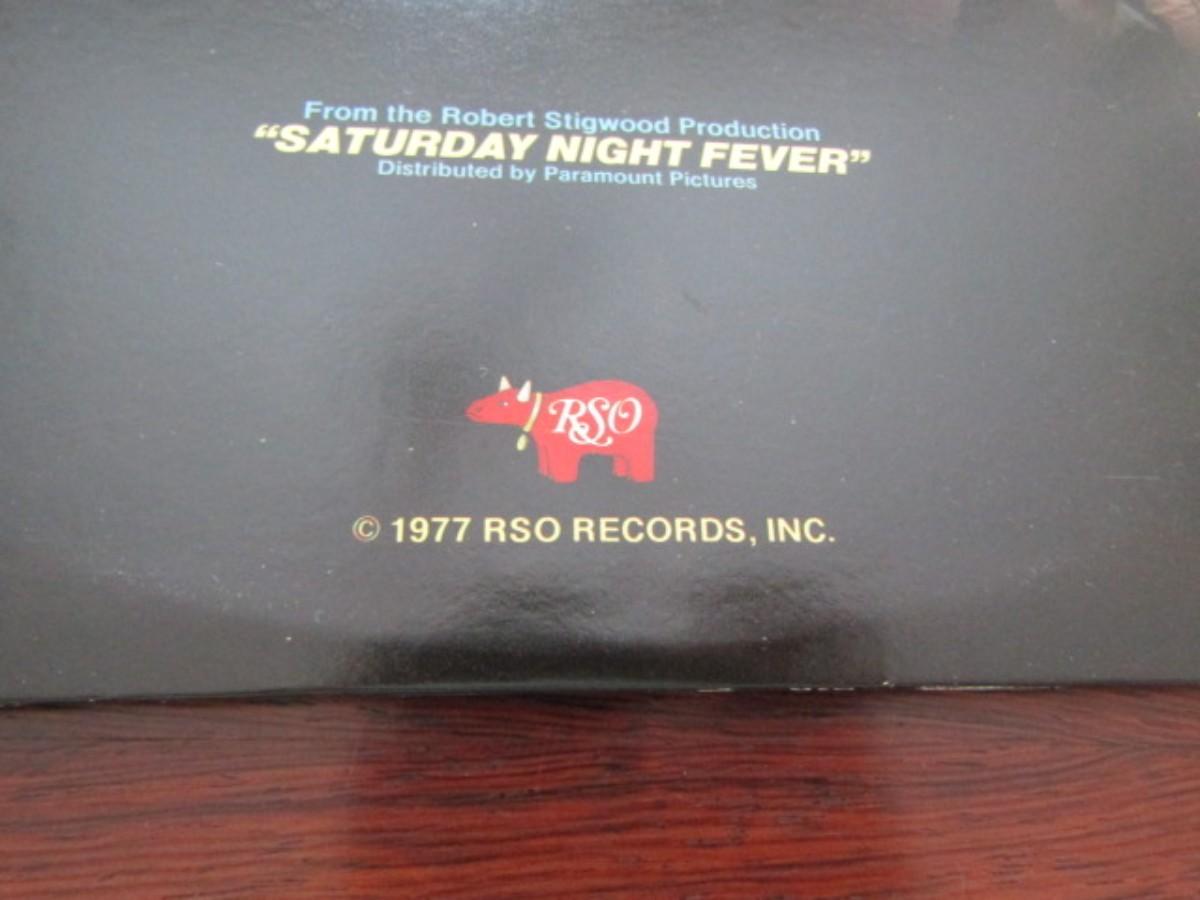 From the Robert Stigwood Production
“SATURDAY NIGHT FEVER”
Distributed by Paramount Pictures
RSO
© 1977 RSO RECORDS, INC.